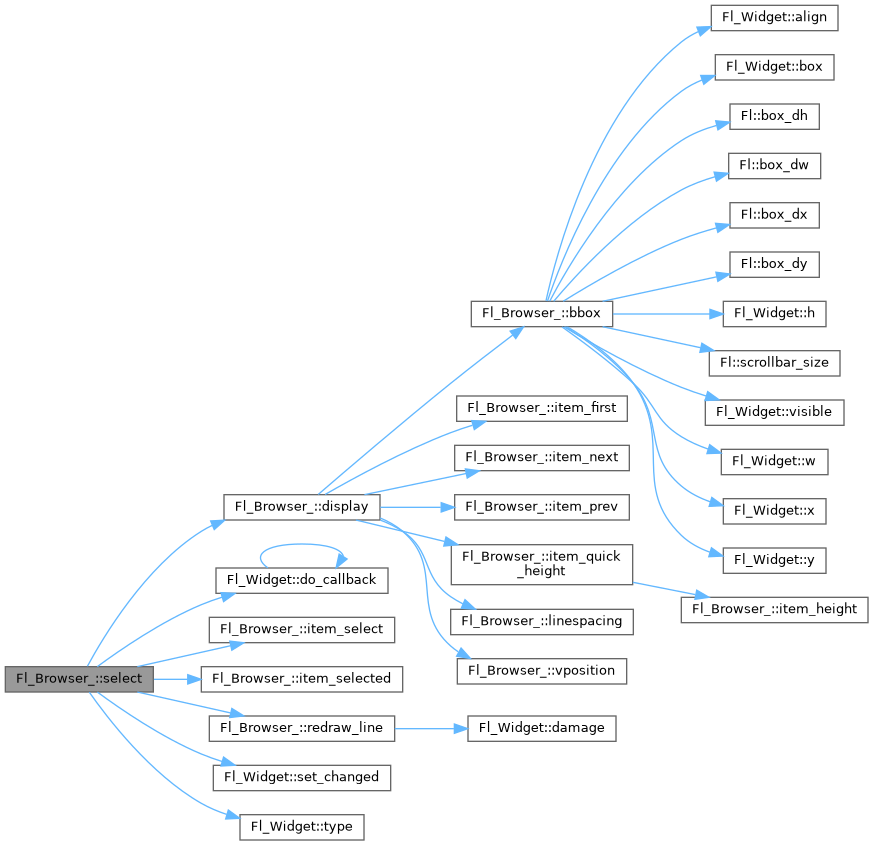 Fl_Widget::align
Fl_Widget::box
Fl::box_dh
Fl::box_dw
Fl::box_dx
Fl::box_dy
Fl_Browser_::bbox
Fl_Widget::h
Fl::scrollbar_size
Fl_Browser_::item_first
Fl_Widget::visible
Fl_Browser_::item_next
Fl_Widget::w
Fl_Browser_::display
Fl_Browser_::item_prev
Fl_Widget::x
Fl_Browser_::item_quick
_height
Fl_Widget::y
Fl_Widget::do_callback
Fl_Browser_::item_height
Fl_Browser_::item_select
Fl_Browser_::linespacing
Fl_Browser_::select
Fl_Browser_::item_selected
Fl_Browser_::vposition
Fl_Browser_::redraw_line
Fl_Widget::damage
Fl_Widget::set_changed
Fl_Widget::type